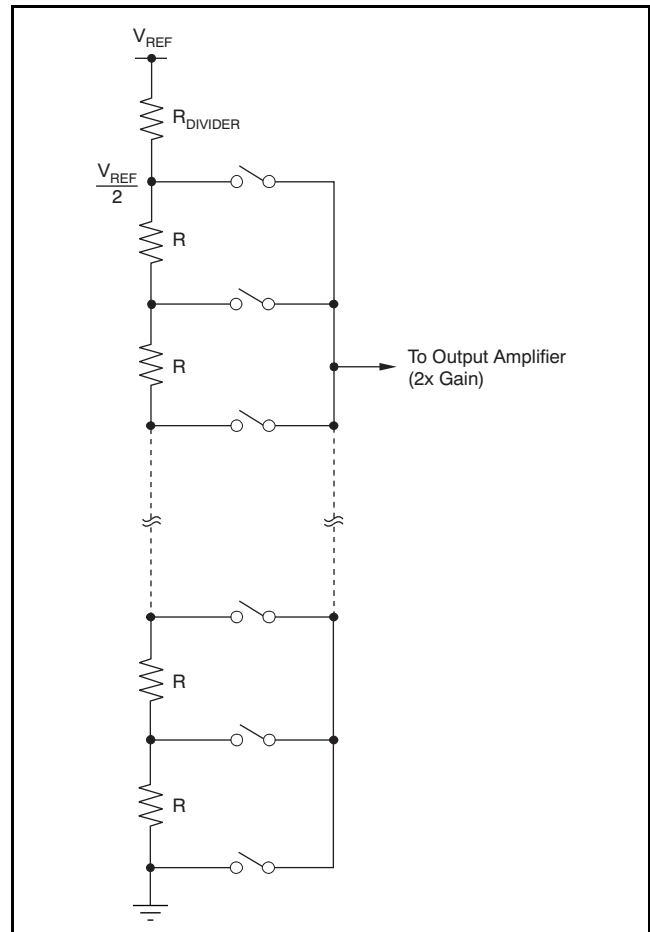 VREF
RDIVIDER
VREF
2
R
R
To Output Amplifier
(2x Gain)
R
R